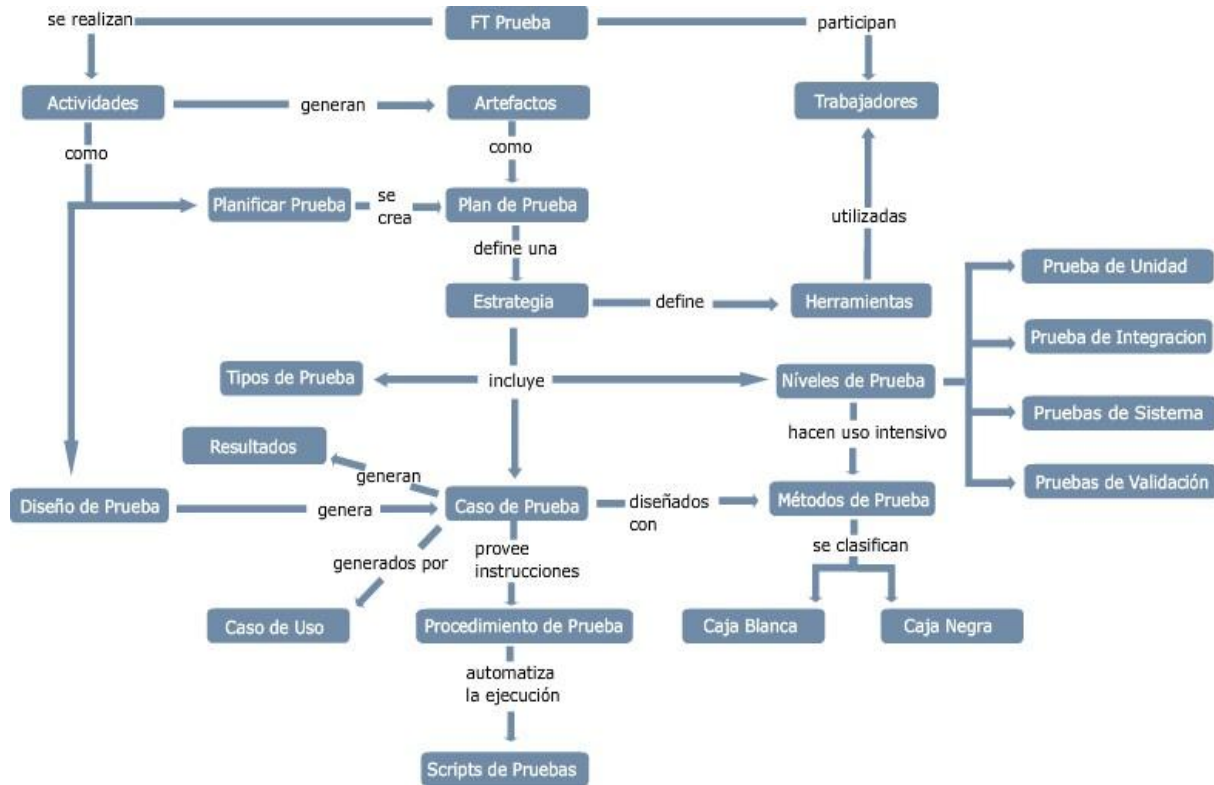 se realizan
FT Prueba
participan
Actividades
generan
Artefactos
Trabajadores
como
como
Planificar Prueba
se
crea
Plan de Prueba
utilizadas
define una
Prueba de Unidad
Estrategia
define
Herramientas
Prueba de Integracion
Tipos de Prueba
incluye
Níveles de Prueba
Pruebas de Sistema
hacen uso intensivo
Resultados
generan
Pruebas de Validación
Diseño de Prueba
genera
Caso de Prueba
diseñados
con
Métodos de Prueba
se clasifican
generados por
provee
instrucciones
Caso de Uso
Procedimiento de Prueba
Caja Blanca
Caja Negra
automatiza
la ejecución
Scripts de Pruebas